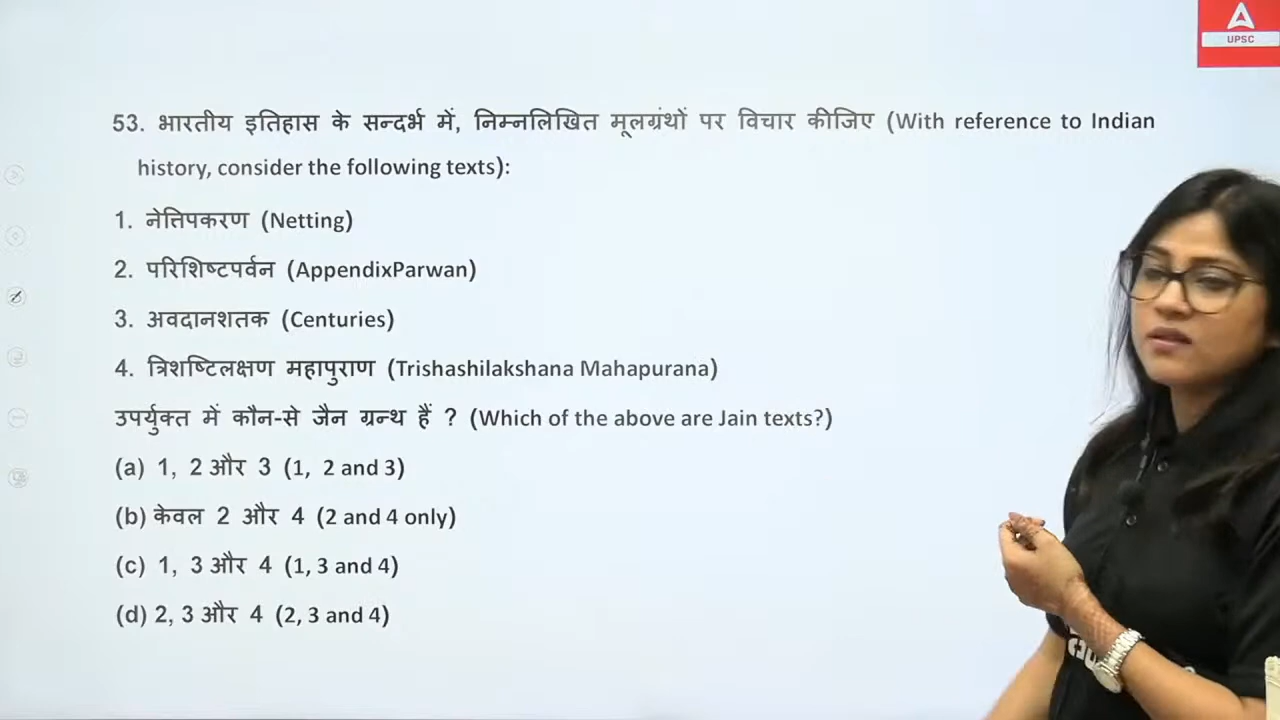 UPSC
53. भारतीय इतिहास के सन्दर्भ में, निम्नलिखित मूलग्रंथों पर विचार कीजिए (With reference to Indian
history, consider the following texts):
1. नेत्तिपकरण (Netting)
2. परिशिष्टपर्वन (AppendixParwan)
3. अवदानशतक (Centuries)
4. त्रिशष्टिलक्षण महापुराण (Trishashilakshana Mahapurana)
उपर्युक्त में कौन-से जैन ग्रन्थ हैं ? (Which of the above are Jain texts?)
(a) 1, 2 और 3 (1, 2 and 3)
(b) केवल 2 और 4 (2 and 4 only)
(c) 1, 3 और 4 (1, 3 and 4)
(d) 2, 3 और 4 (2, 3 and 4)